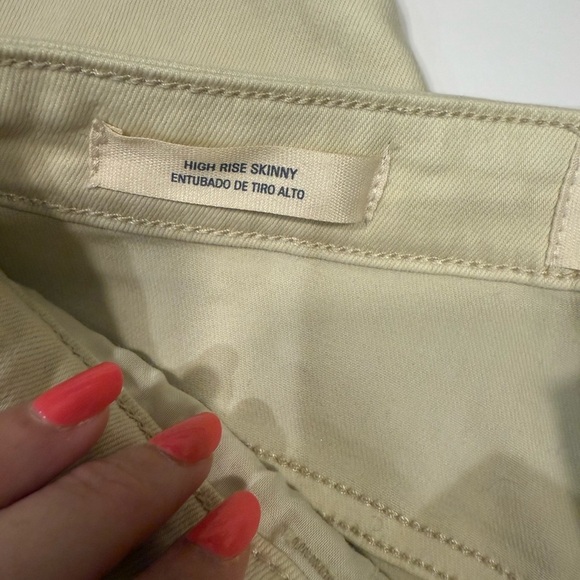 HIGH RISE SKINNY
ENTUBADO DE TIRO ALTO